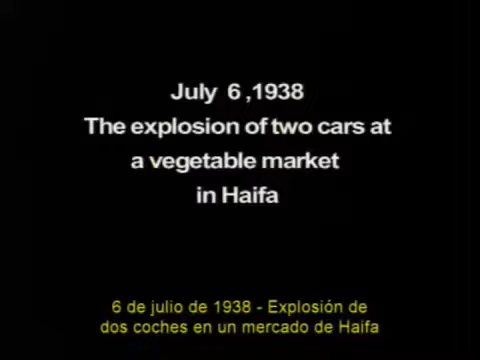 July 6 ,1938
The explosion of two cars at
a vegetable market
in Haifa
6 de julio de 1938 - Explosión de
dos coches en un mercado de Haifa